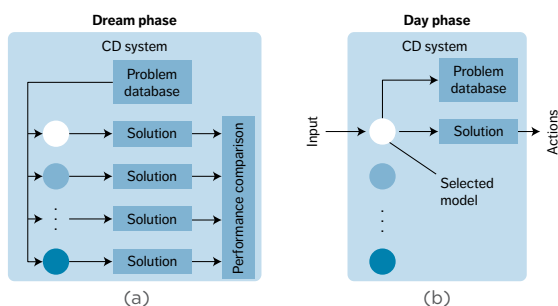 Dream phase
CD system
Problem
database
Solution
Solution
. . .
Solution
Solution
Performance comparison
(a)
Day phase
CD system
Problem
database
Input
Solution
Actions
Selected
model
. . .
(b)